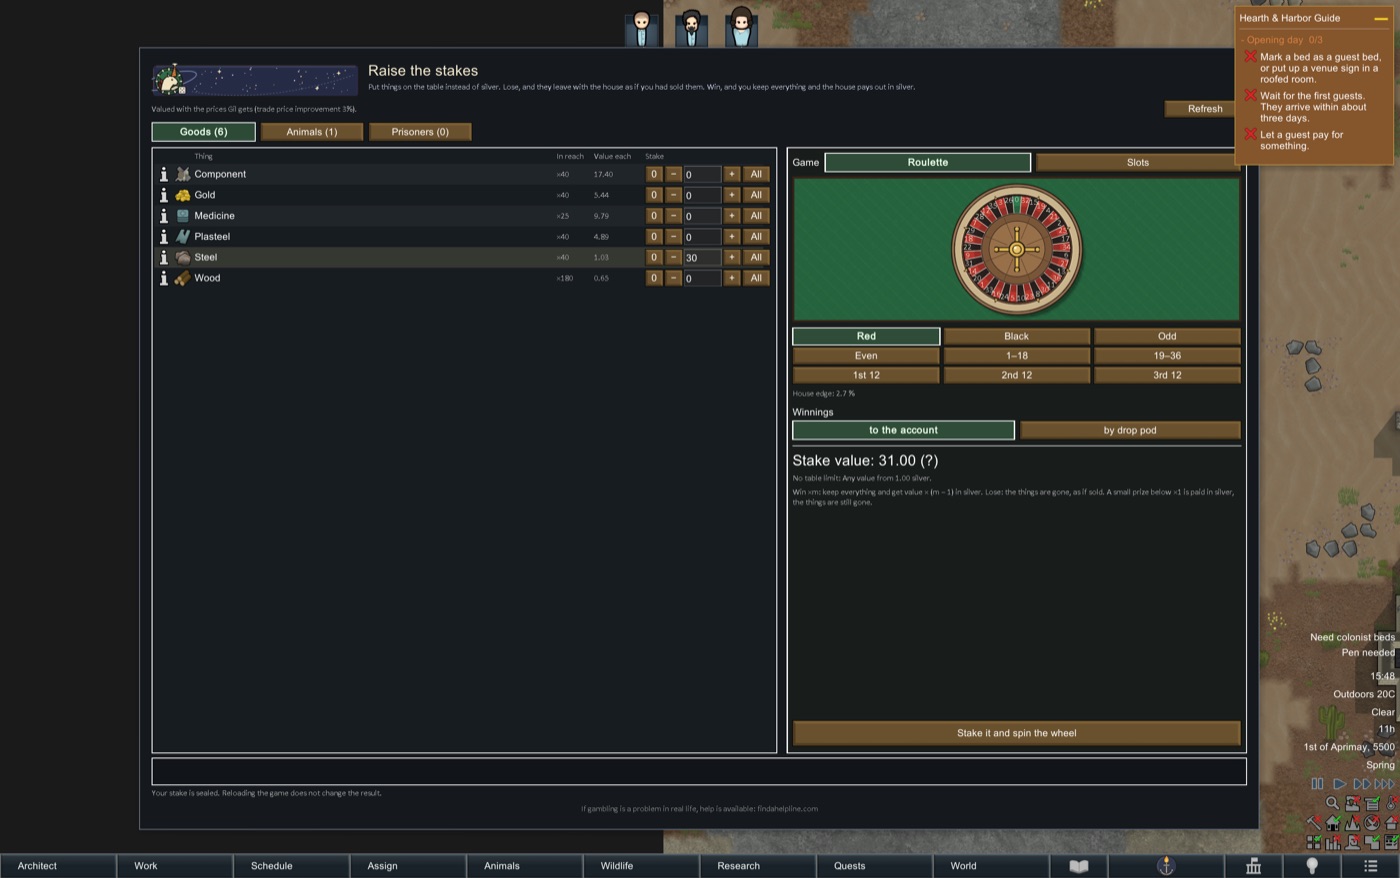 Hearth & Harbor Guide
- Opening day 0/3
Mark a bed as a guest bed,
or put up a venue sign in a
roofed room.
Wait for the first guests.
They arrive within about
three days.
Let a guest pay for
something.
Raise the stakes
Put things on the table instead of silver. Lose, and they leave with the house as if you had sold them. Win, and you keep everything and the house pays out in silver.
Valued with the prices Gil gets (trade price improvement 3%).
Refresh
Goods (6) Animals (1) Prisoners (0)
Thing In reach Value each Stake
Component ×40 17.40 0 − 0 + All
Gold ×40 5.44 0 − 0 + All
Medicine ×25 9.79 0 − 0 + All
Plasteel ×40 4.89 0 − 0 + All
Steel ×40 1.03 0 − 30 + All
Wood ×180 0.65 0 − 0 + All
Game Roulette Slots
Red Black Odd
Even 1–18 19–36
1st 12 2nd 12 3rd 12
House edge: 2.7 %
Winnings
to the account by drop pod
Stake value: 31.00 (?)
No table limit: Any value from 1.00 silver.
Win ×m: keep everything and get value × (m − 1) in silver. Lose: the things are gone, as if sold. A small prize below ×1 is paid in silver,
the things are still gone.
Stake it and spin the wheel
Your stake is sealed. Reloading the game does not change the result.
If gambling is a problem in real life, help is available: findahelpline.com
Need colonist beds
Pen needed
15:48
Outdoors 20C
Clear
11h
1st of Aprimay, 5500
Spring
Architect Work Schedule Assign Animals Wildlife Research Quests World